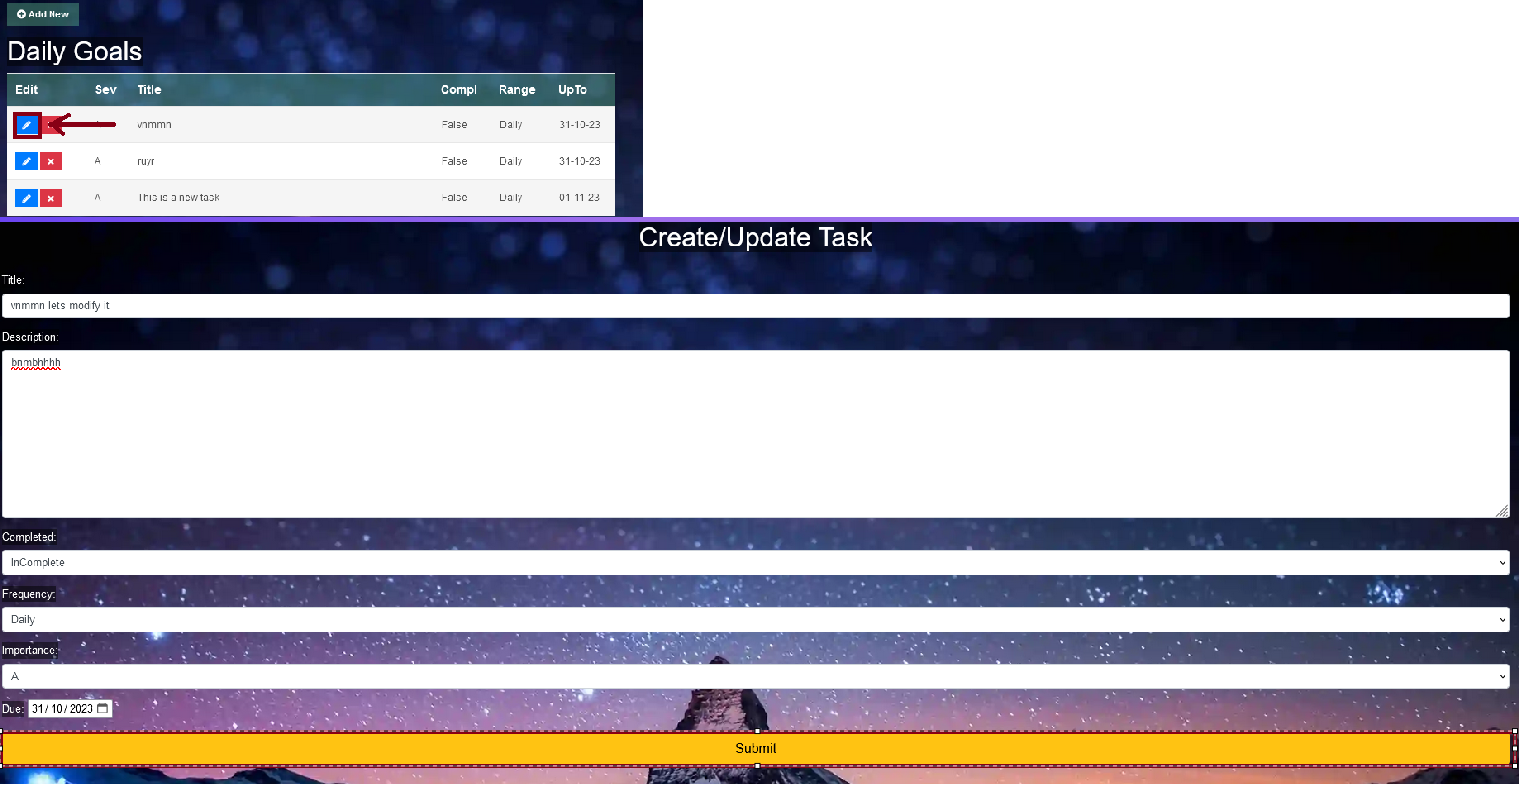 Add New
Daily Goals
Edit Sev Title Compl Range UpTo
vnmmn False Daily 31-10-23
A ruyr False Daily 31-10-23
A This is a new task False Daily 01-11-23
Create/Update Task
Title:
vnmmn lets modify it
Description:
bnmbhhhh
Completed:
InComplete
Frequency:
Daily
Importance:
A
Due: 31/10/2023
Submit